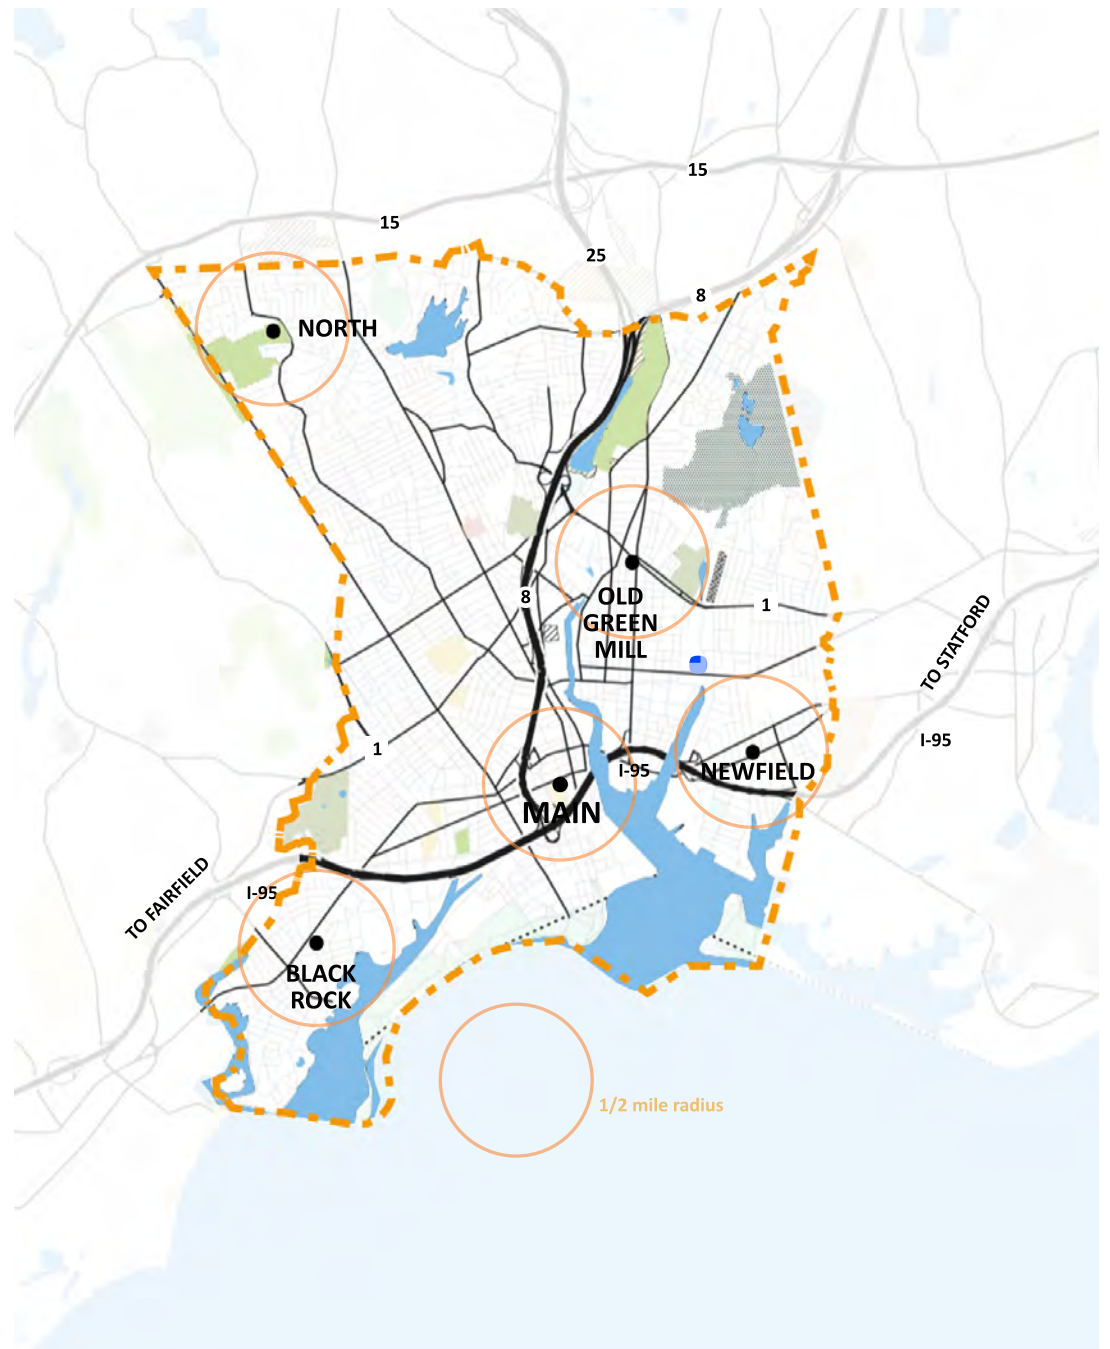 15
15
25
8
NORTH
8
OLD
GREEN
MILL
1
TO STATFORD
I-95
1
I-95
NEWFIELD
MAIN
TO FAIRFIELD
I-95
BLACK
ROCK
1/2 mile radius